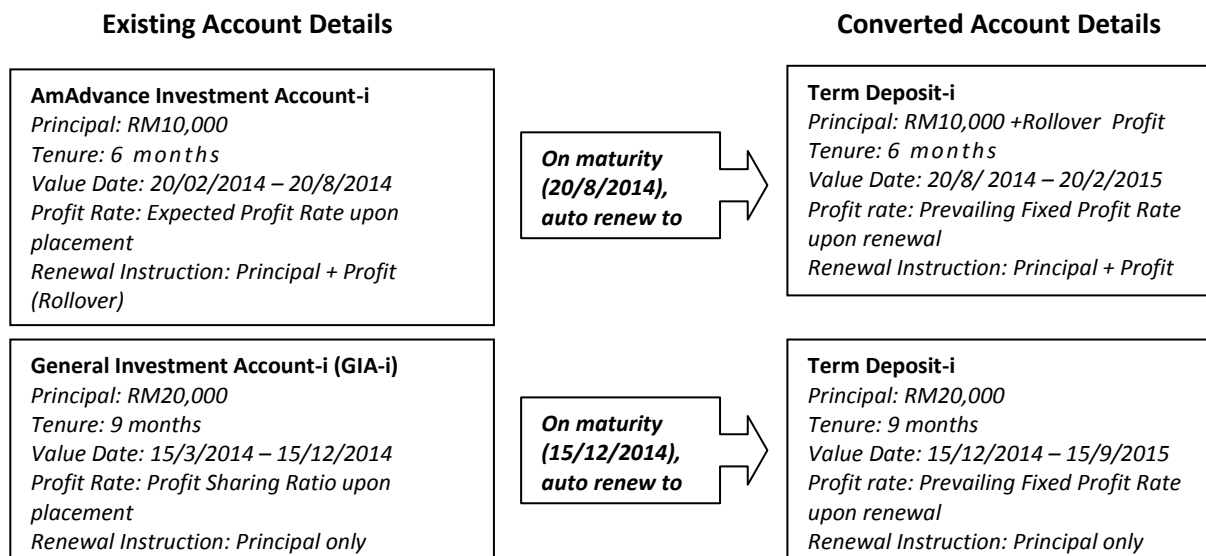 Existing Account Details
Converted Account Details
AmAdvance Investment Account-i
Principal: RM10,000
Tenure: 6 months
Value Date: 20/02/2014 – 20/8/2014
Profit Rate: Expected Profit Rate upon
placement
Renewal Instruction: Principal + Profit
(Rollover)
On maturity
(20/8/2014),
auto renew to
Term Deposit-i
Principal: RM10,000 +Rollover Profit
Tenure: 6 months
Value Date: 20/8/ 2014 – 20/2/2015
Profit rate: Prevailing Fixed Profit Rate
upon renewal
Renewal Instruction: Principal + Profit
General Investment Account-i (GIA-i)
Principal: RM20,000
Tenure: 9 months
Value Date: 15/3/2014 – 15/12/2014
Profit Rate: Profit Sharing Ratio upon
placement
Renewal Instruction: Principal only
On maturity
(15/12/2014),
auto renew to
Term Deposit-i
Principal: RM20,000
Tenure: 9 months
Value Date: 15/12/2014 – 15/9/2015
Profit rate: Prevailing Fixed Profit Rate
upon renewal
Renewal Instruction: Principal only